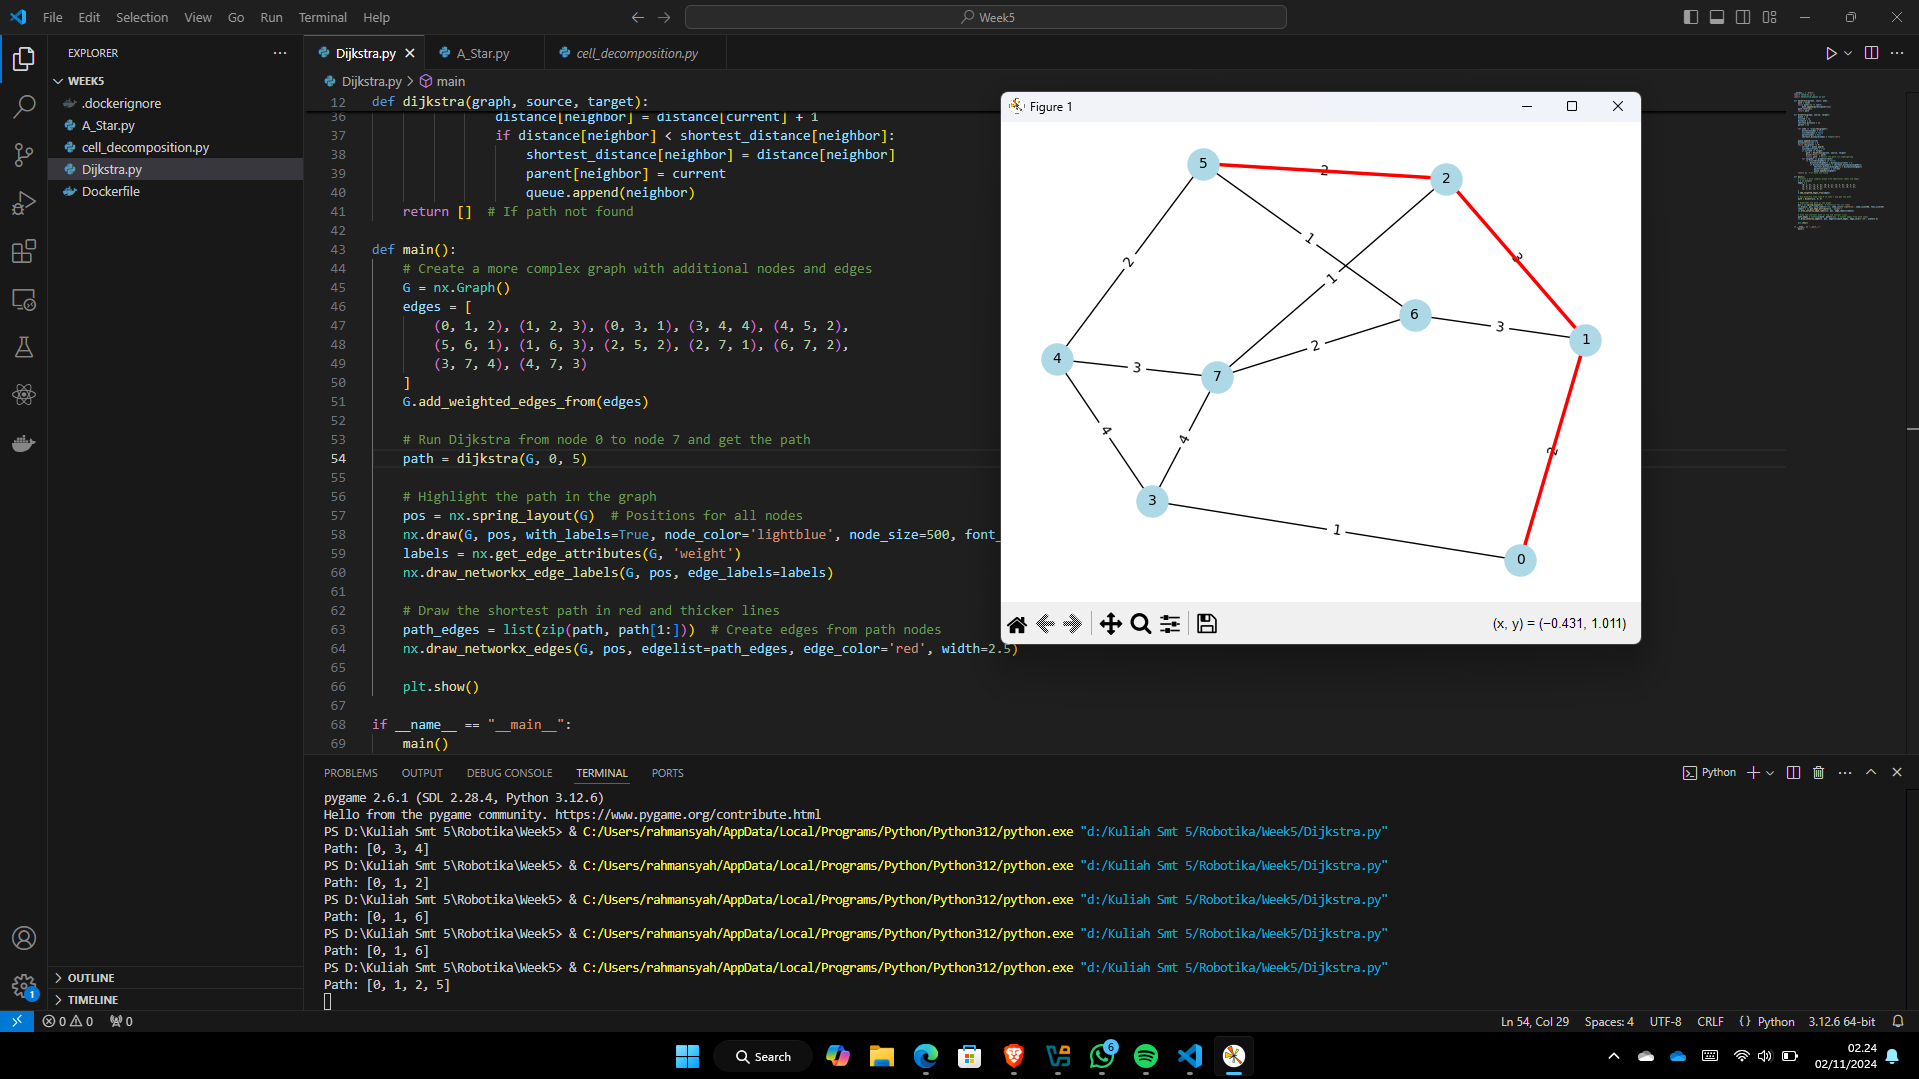 File Edit Selection View Go Run Terminal Help
Week5
EXPLORER
WEEK5
.dockerignore
A_Star.py
cell_decomposition.py
Dijkstra.py
Dockerfile
OUTLINE
TIMELINE
Dijkstra.py A_Star.py cell_decomposition.py
Dijkstra.py > main
12 def dijkstra(graph, source, target):
36 distance[neighbor] = distance[current] + 1
37 if distance[neighbor] < shortest_distance[neighbor]:
38 shortest_distance[neighbor] = distance[neighbor]
39 parent[neighbor] = current
40 queue.append(neighbor)
41 return [] # If path not found
42
43 def main():
44 # Create a more complex graph with additional nodes and edges
45 G = nx.Graph()
46 edges = [
47 (0, 1, 2), (1, 2, 3), (0, 3, 1), (3, 4, 4), (4, 5, 2),
48 (5, 6, 1), (1, 6, 3), (2, 5, 2), (2, 7, 1), (6, 7, 2),
49 (3, 7, 4), (4, 7, 3)
50 ]
51 G.add_weighted_edges_from(edges)
52
53 # Run Dijkstra from node 0 to node 7 and get the path
54 path = dijkstra(G, 0, 5)
55
56 # Highlight the path in the graph
57 pos = nx.spring_layout(G) # Positions for all nodes
58 nx.draw(G, pos, with_labels=True, node_color='lightblue', node_size=500, font_
59 labels = nx.get_edge_attributes(G, 'weight')
60 nx.draw_networkx_edge_labels(G, pos, edge_labels=labels)
61
62 # Draw the shortest path in red and thicker lines
63 path_edges = list(zip(path, path[1:])) # Create edges from path nodes
64 nx.draw_networkx_edges(G, pos, edgelist=path_edges, edge_color='red', width=2.5)
65
66 plt.show()
67
68 if __name__ == "__main__":
69 main()
Figure 1
5
2
2
1
2
1
3
6
3
1
2
4
3
7
4
4
2
3
1
0
(x, y) = (−0.431, 1.011)
PROBLEMS OUTPUT DEBUG CONSOLE TERMINAL PORTS
Python
pygame 2.6.1 (SDL 2.28.4, Python 3.12.6)
Hello from the pygame community. https://www.pygame.org/contribute.html
PS D:\Kuliah Smt 5\Robotika\Week5> & C:/Users/rahmansyah/AppData/Local/Programs/Python/Python312/python.exe "d:/Kuliah Smt 5/Robotika/Week5/Dijkstra.py"
Path: [0, 3, 4]
PS D:\Kuliah Smt 5\Robotika\Week5> & C:/Users/rahmansyah/AppData/Local/Programs/Python/Python312/python.exe "d:/Kuliah Smt 5/Robotika/Week5/Dijkstra.py"
Path: [0, 1, 2]
PS D:\Kuliah Smt 5\Robotika\Week5> & C:/Users/rahmansyah/AppData/Local/Programs/Python/Python312/python.exe "d:/Kuliah Smt 5/Robotika/Week5/Dijkstra.py"
Path: [0, 1, 6]
PS D:\Kuliah Smt 5\Robotika\Week5> & C:/Users/rahmansyah/AppData/Local/Programs/Python/Python312/python.exe "d:/Kuliah Smt 5/Robotika/Week5/Dijkstra.py"
Path: [0, 1, 6]
PS D:\Kuliah Smt 5\Robotika\Week5> & C:/Users/rahmansyah/AppData/Local/Programs/Python/Python312/python.exe "d:/Kuliah Smt 5/Robotika/Week5/Dijkstra.py"
Path: [0, 1, 2, 5]
1
0 0 0
Ln 54, Col 29 Spaces: 4 UTF-8 CRLF {} Python 3.12.6 64-bit
Search
6
02.24
02/11/2024